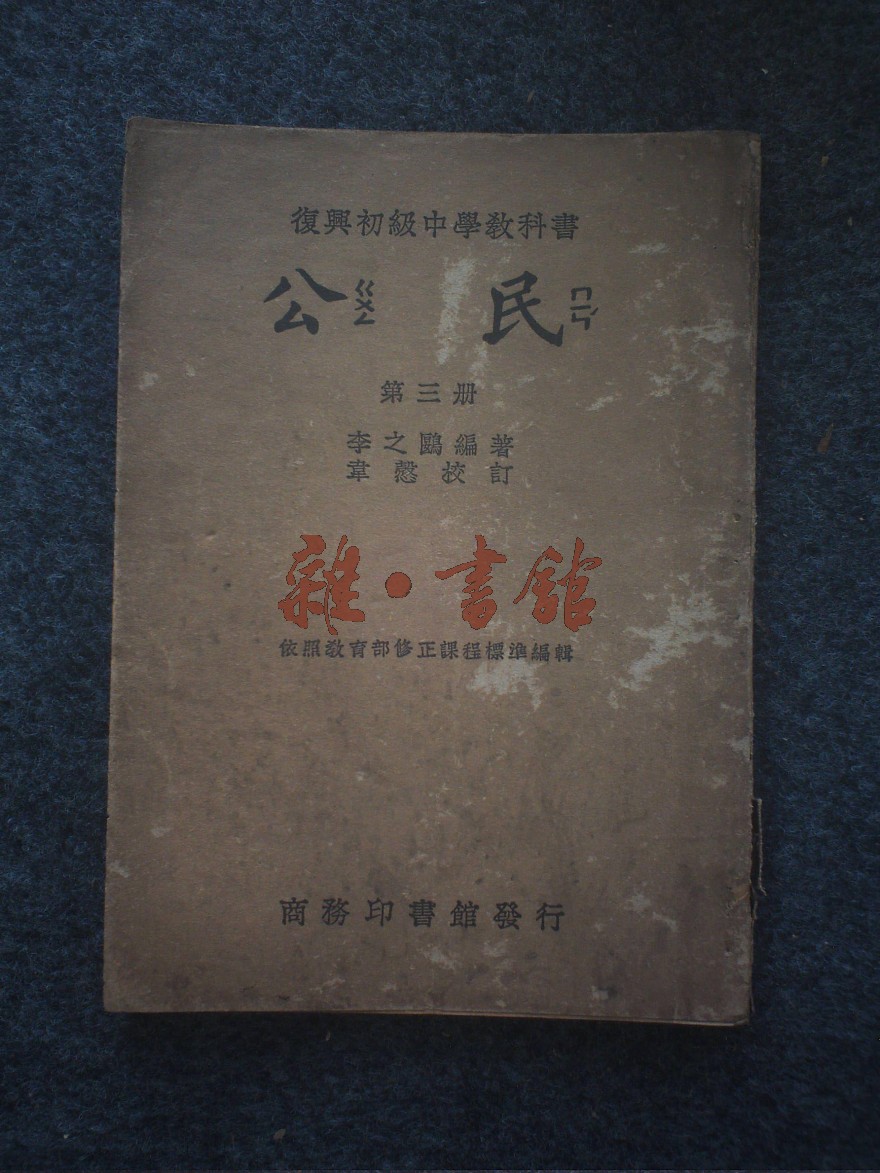 復興初級中學教科書
公ㄍㄨㄥ 民ㄇㄧㄣˊ
第三册
李之鷗編著
韋慤校訂
雜·書館
依照教育部修正課程標準編輯
商務印書館發行